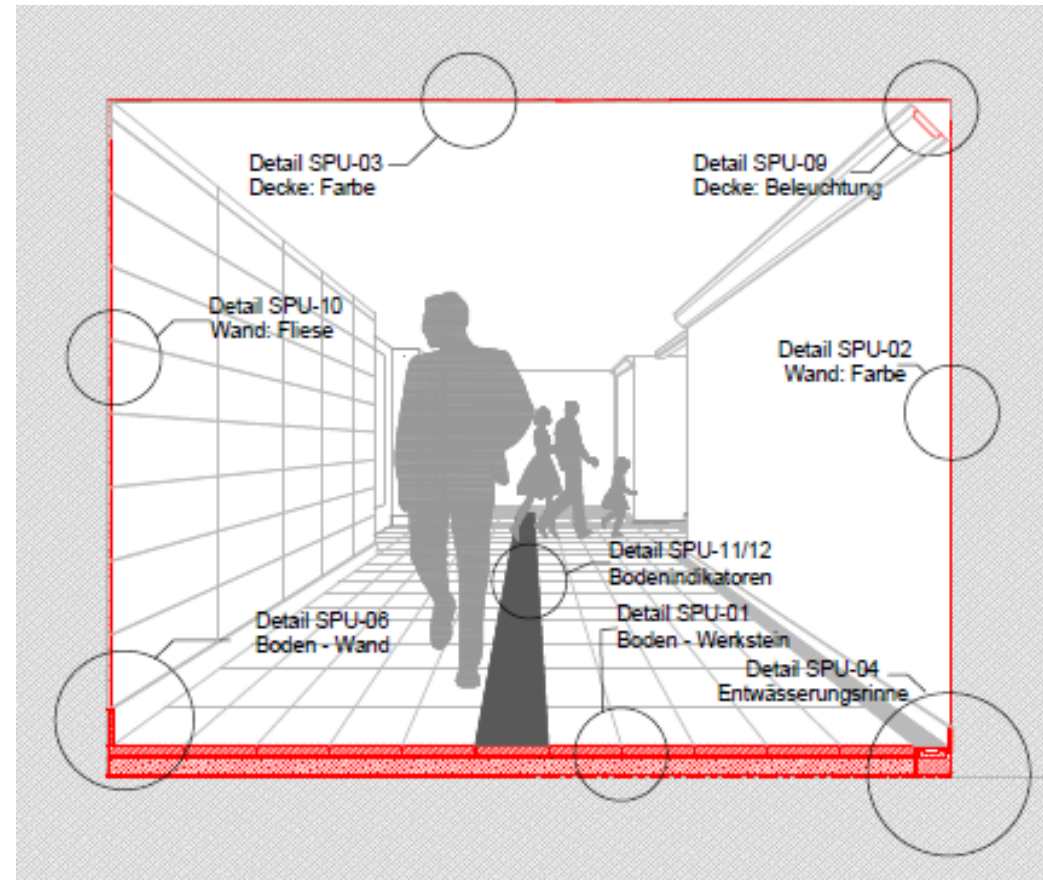 Detail SPU-03
Decke: Farbe
Detail SPU-09
Decke: Beleuchtung
Detail SPU-10
Wand: Fliese
Detail SPU-02
Wand: Farbe
Detail SPU-11/12
Bodenindikatoren
Detail SPU-06
Boden - Wand
Detail SPU-01
Boden - Werkstein
Detail SPU-04
Entwässerungsrinne